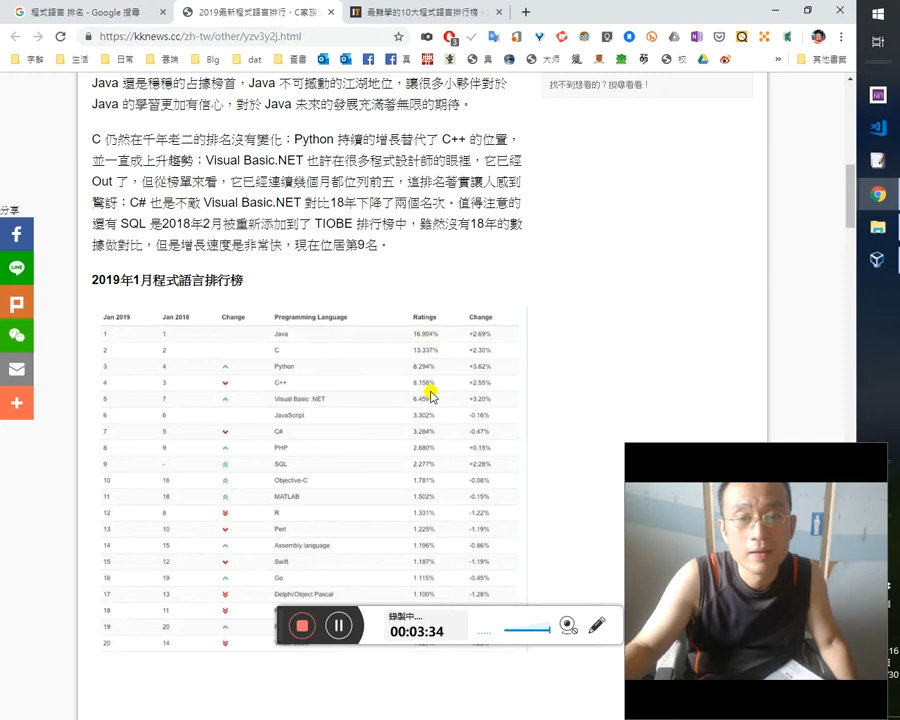 程式語言 排名 - Google 搜尋
2019最新程式語言排行，C家族
最難學的10大程式語言排行榜，
https://kknews.cc/zh-tw/other/yzv3y2j.html
字幕
生活
日常
雲端
Blg
dat
圖書
大師
權
其他書籤
Java 還是穩穩的占據榜首，Java 不可撼動的江湖地位，讓很多小夥伴對於
Java 的學習更加有信心，對於 Java 未來的發展充滿著無限的期待。
找不到想看的？搜尋看看！
C 仍然在千年老二的排名沒有變化；Python 持續的增長替代了 C++ 的位置，
並一直成上升趨勢；Visual Basic.NET 也許在很多程式設計師的眼裡，它已經
Out 了，但從榜單來看，它已經連續幾個月都位列前五，這排名著實讓人感到
驚訝；C# 也是不敵 Visual Basic.NET 對比18年下降了兩個名次。值得注意的
還有 SQL 是2018年2月被重新添加到了 TIOBE 排行榜中，雖然沒有18年的數
據做對比，但是增長速度是非常快，現在位居第9名。
分享
2019年1月程式語言排行榜
Jan 2019 Jan 2018 Change Programming Language Ratings Change
1 1 Java 16.904% +2.69%
2 2 C 13.337% +2.30%
3 4 Python 8.294% +3.62%
4 3 C++ 8.158% +2.55%
5 7 Visual Basic .NET 6.45 +3.20%
6 6 JavaScript 3.302% -0.16%
7 5 C# 3.284% -0.47%
8 9 PHP 2.680% +0.15%
9 - SQL 2.277% +2.28%
10 16 Objective-C 1.781% -0.08%
11 18 MATLAB 1.502% -0.15%
12 8 R 1.331% -1.22%
13 10 Perl 1.225% -1.19%
14 15 Assembly language 1.196% -0.86%
15 12 Swift 1.187% -1.19%
16 19 Go 1.115% -0.45%
17 13 Delphi/Object Pascal 1.100% -1.28%
18 11
19 20
20 14
錄製中....
00:03:34